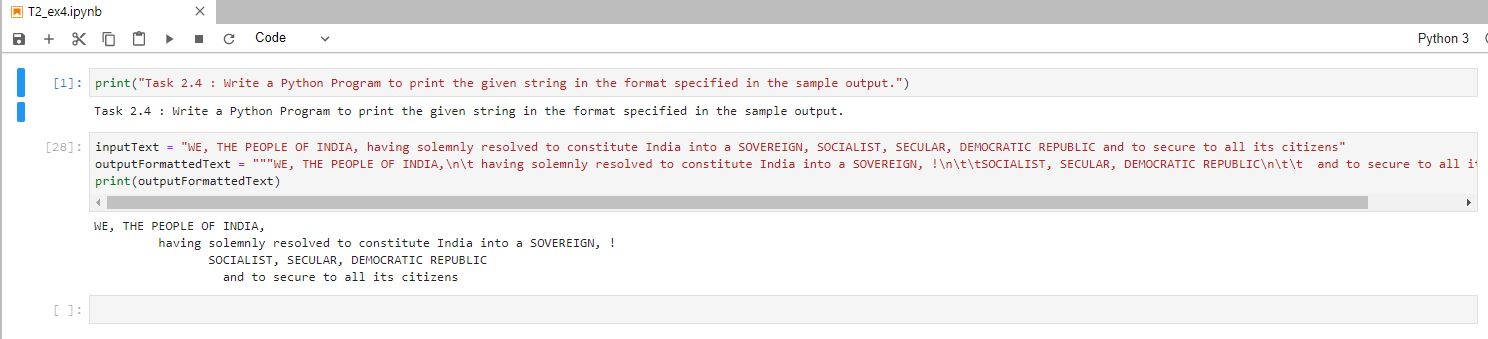 T2_ex4.ipynb
Code
Python 3
[1]: print("Task 2.4 : Write a Python Program to print the given string in the format specified in the sample output.")
Task 2.4 : Write a Python Program to print the given string in the format specified in the sample output.
[28]: inputText = "WE, THE PEOPLE OF INDIA, having solemnly resolved to constitute India into a SOVEREIGN, SOCIALIST, SECULAR, DEMOCRATIC REPUBLIC and to secure to all its citizens"
outputFormattedText = """WE, THE PEOPLE OF INDIA,\n\t having solemnly resolved to constitute India into a SOVEREIGN, !\n\t\tSOCIALIST, SECULAR, DEMOCRATIC REPUBLIC\n\t\t  and to secure to all
print(outputFormattedText)
WE, THE PEOPLE OF INDIA,
having solemnly resolved to constitute India into a SOVEREIGN, !
SOCIALIST, SECULAR, DEMOCRATIC REPUBLIC
and to secure to all its citizens
[ ]: